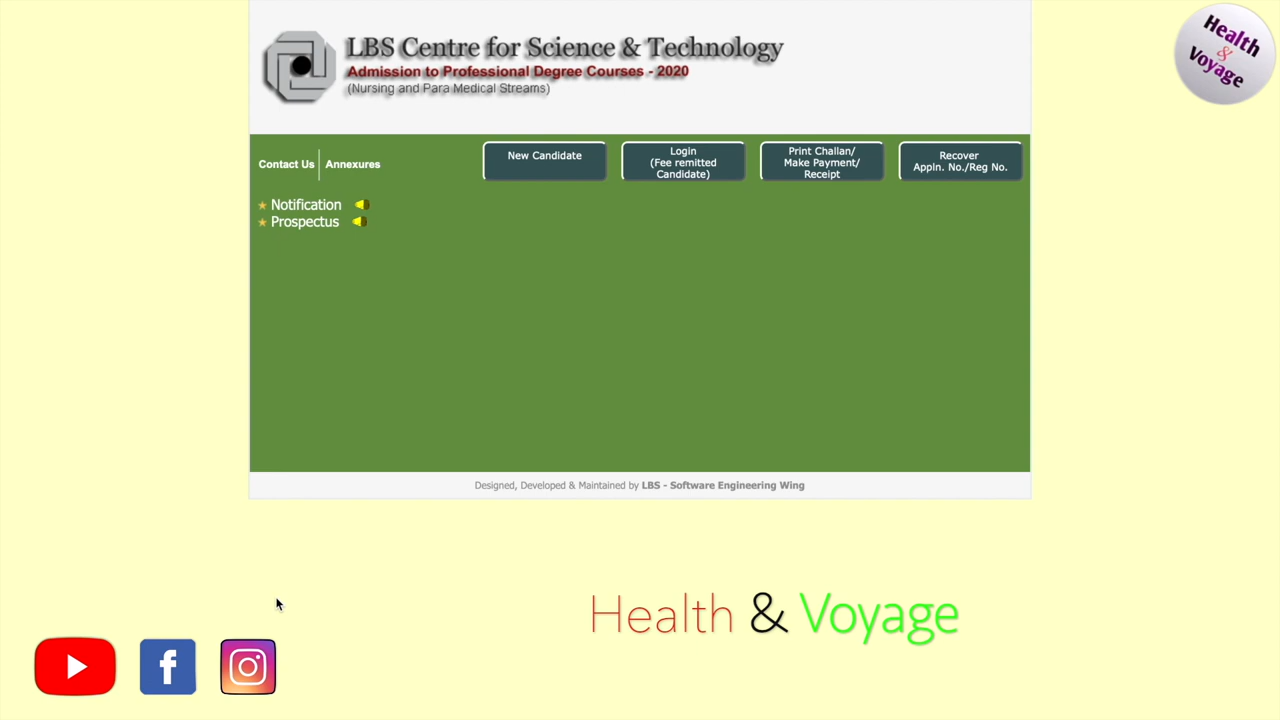 LBS Centre for Science & Technology
Admission to Professional Degree Courses - 2020
(Nursing and Para Medical Streams)
Health
&
Voyage
Contact Us
Annexures
New Candidate
Login
(Fee remitted
Candidate)
Print Challan/
Make Payment/
Receipt
Recover
Appln. No./Reg No.
Notification
Prospectus
Designed, Developed & Maintained by LBS - Software Engineering Wing
Health & Voyage
f